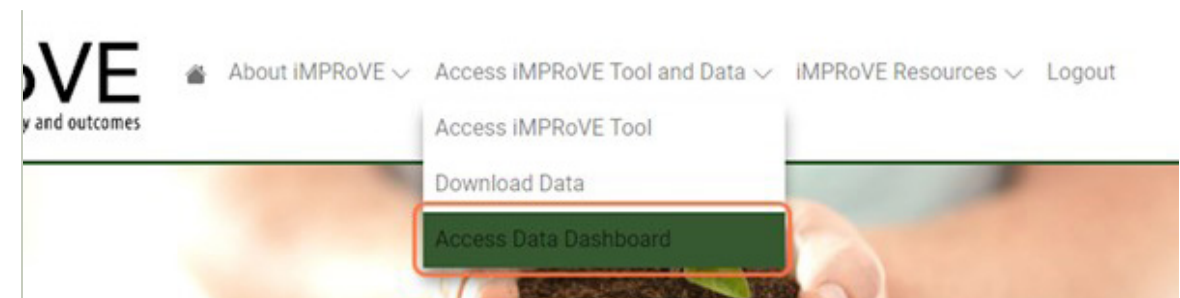 VE
y and outcomes
About iMPRoVE Access iMPRoVE Tool and Data iMPRoVE Resources Logout
Access iMPRoVE Tool
Download Data
Access Data Dashboard